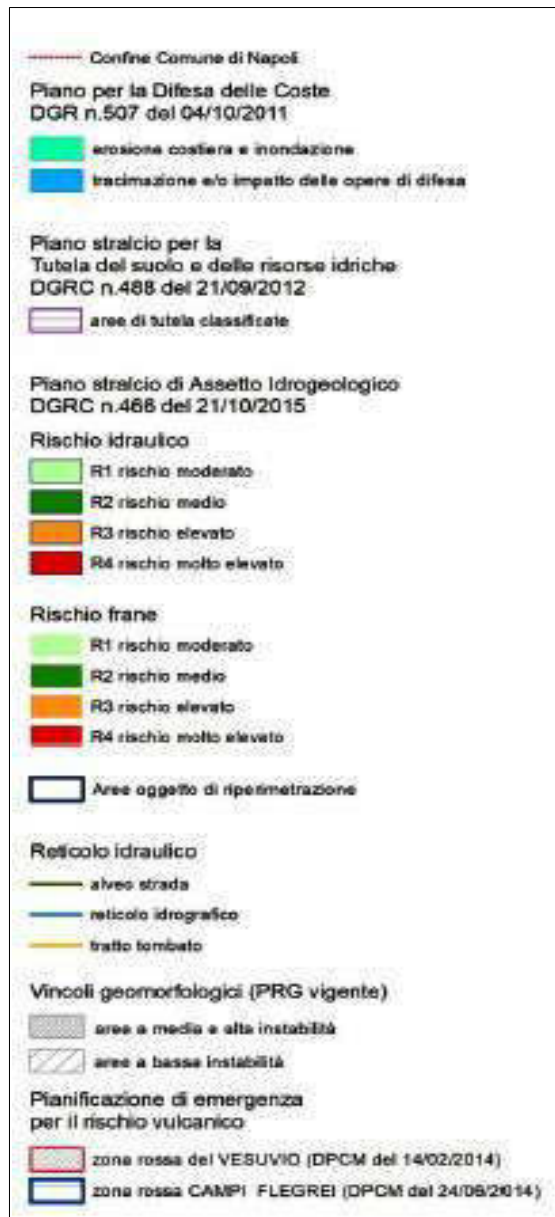 Confine Comune di Napoli
Piano per la Difesa delle Coste
DGR n.507 del 04/10/2011
erosione costiera e inondazione
tracimazione e/o impatto delle opere di difesa
Piano stralcio per la
Tutela del suolo e delle risorse idriche
DGRC n.488 del 21/09/2012
aree di tutela classificate
Piano stralcio di Assetto Idrogeologico
DGRC n.466 del 21/10/2015
Rischio idraulico
R1 rischio moderato
R2 rischio medio
R3 rischio elevato
R4 rischio molto elevato
Rischio frane
R1 rischio moderato
R2 rischio medio
R3 rischio elevato
R4 rischio molto elevato
Aree oggetto di riperimetrazione
Reticolo idraulico
alveo strada
reticolo idrografico
tratto tombato
Vincoli geomorfologici (PRG vigente)
aree a media e alta instabilità
aree a bassa instabilità
Pianificazione di emergenza
per il rischio vulcanico
zona rossa del VESUVIO (DPCM del 14/02/2014)
zona rossa CAMPI FLEGREI (DPCM del 24/06/2014)